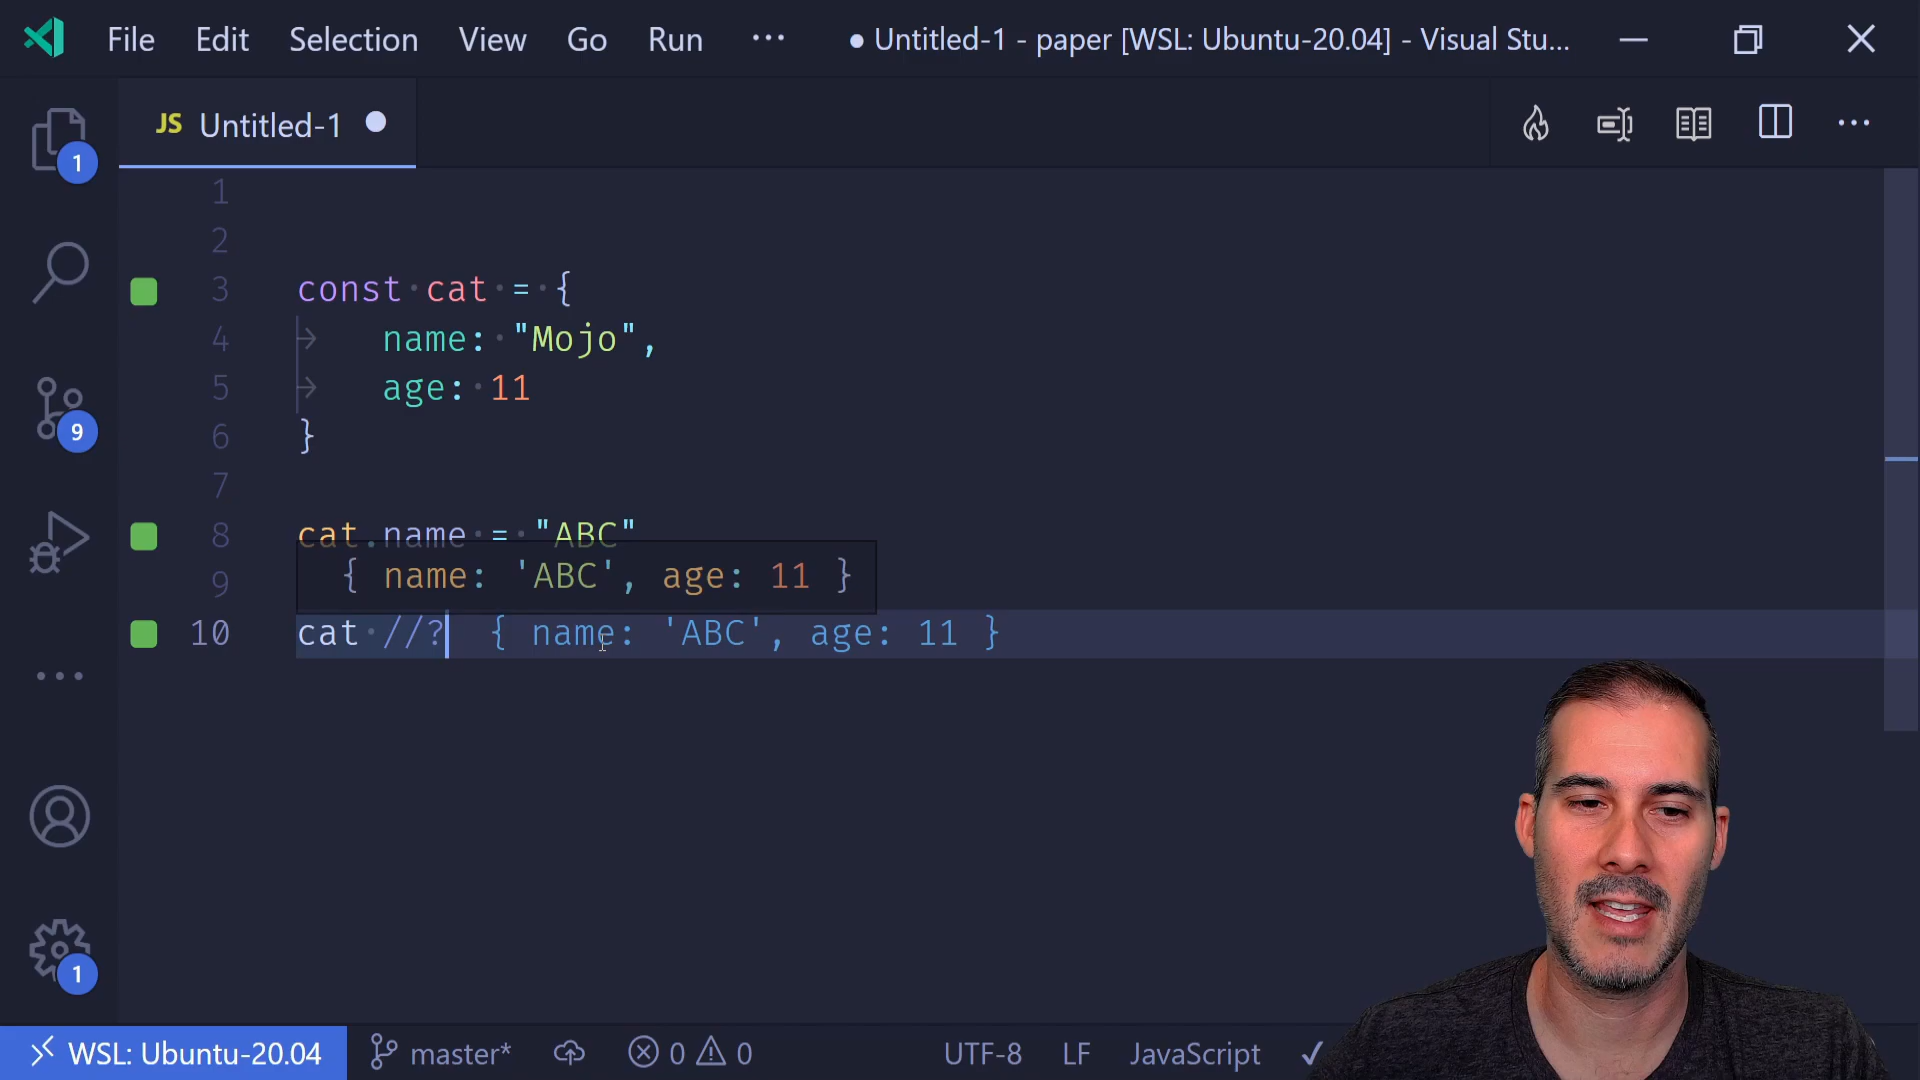 File Edit Selection View Go Run ··· ● Untitled-1 - paper [WSL: Ubuntu-20.04] - Visual Stu...
JS Untitled-1
1
1
2
3 const cat = {
4 name: "Mojo",
5 age: 11
6 }
7
8 cat.name = "ABC"
{ name: 'ABC', age: 11 }
9
10 cat //? { name: 'ABC', age: 11 }
9
1
WSL: Ubuntu-20.04 master* 0 0 UTF-8 LF JavaScript